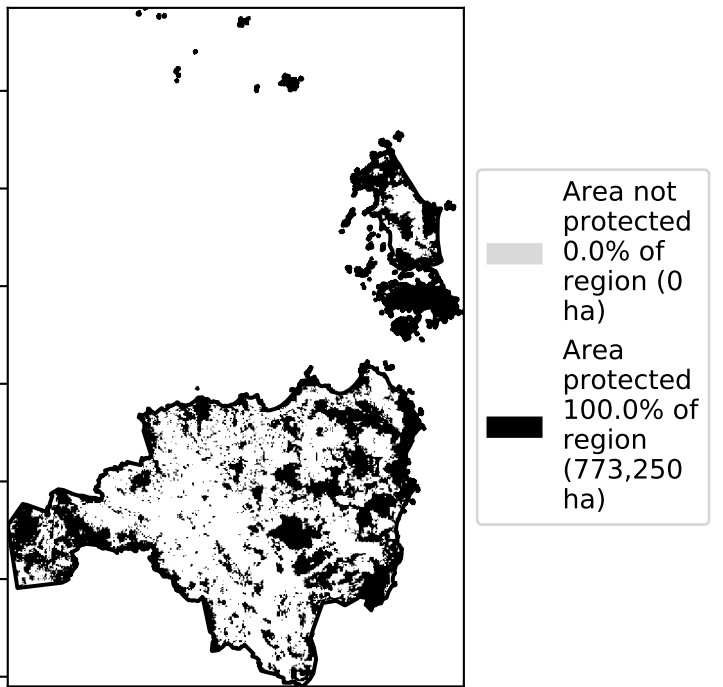 Area not
protected
0.0% of
region (0
ha)
Area
protected
100.0% of
region
(773,250
ha)